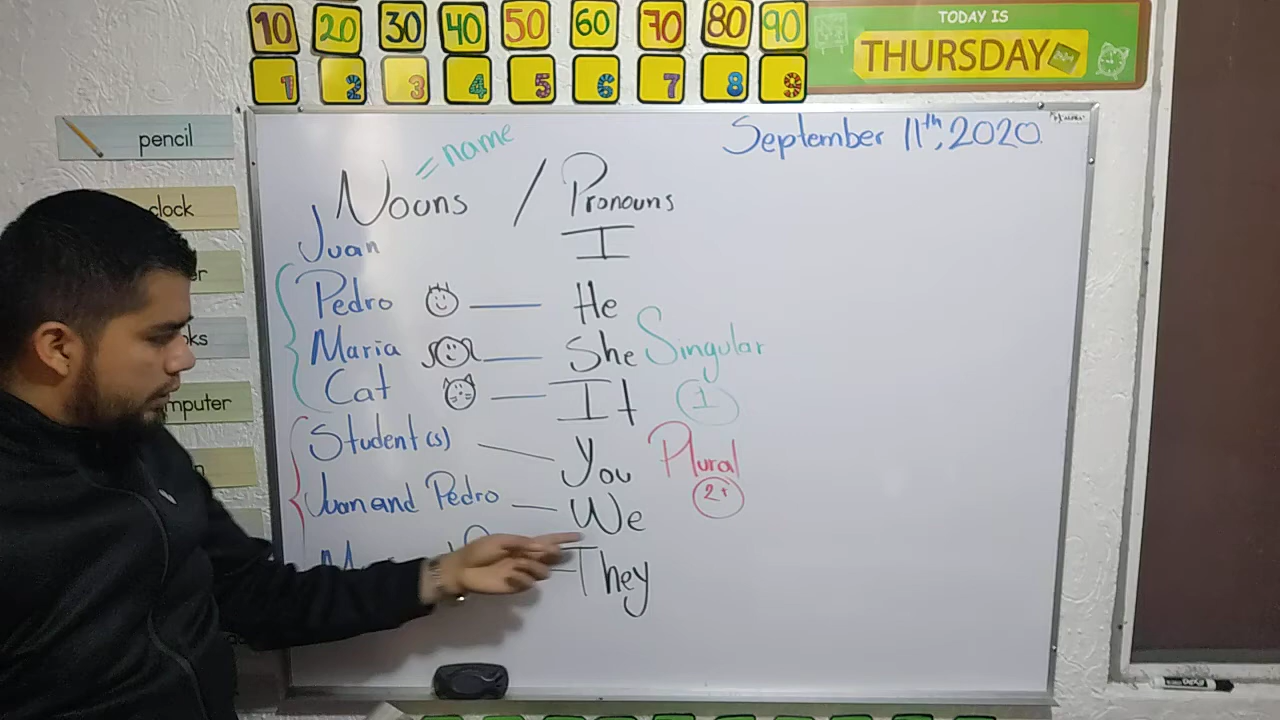 10 20 30 40 50 60 70 80 90
1 2 3 4 5 6 7 8 9
TODAY IS
THURSDAY
pencil
clock
September 11th, 2020.
= name
Nouns / Pronouns
Juan I
Pedro He
Maria She Singular
Cat It 1
Student(s) You Plural
2+
Juan and Pedro We
They